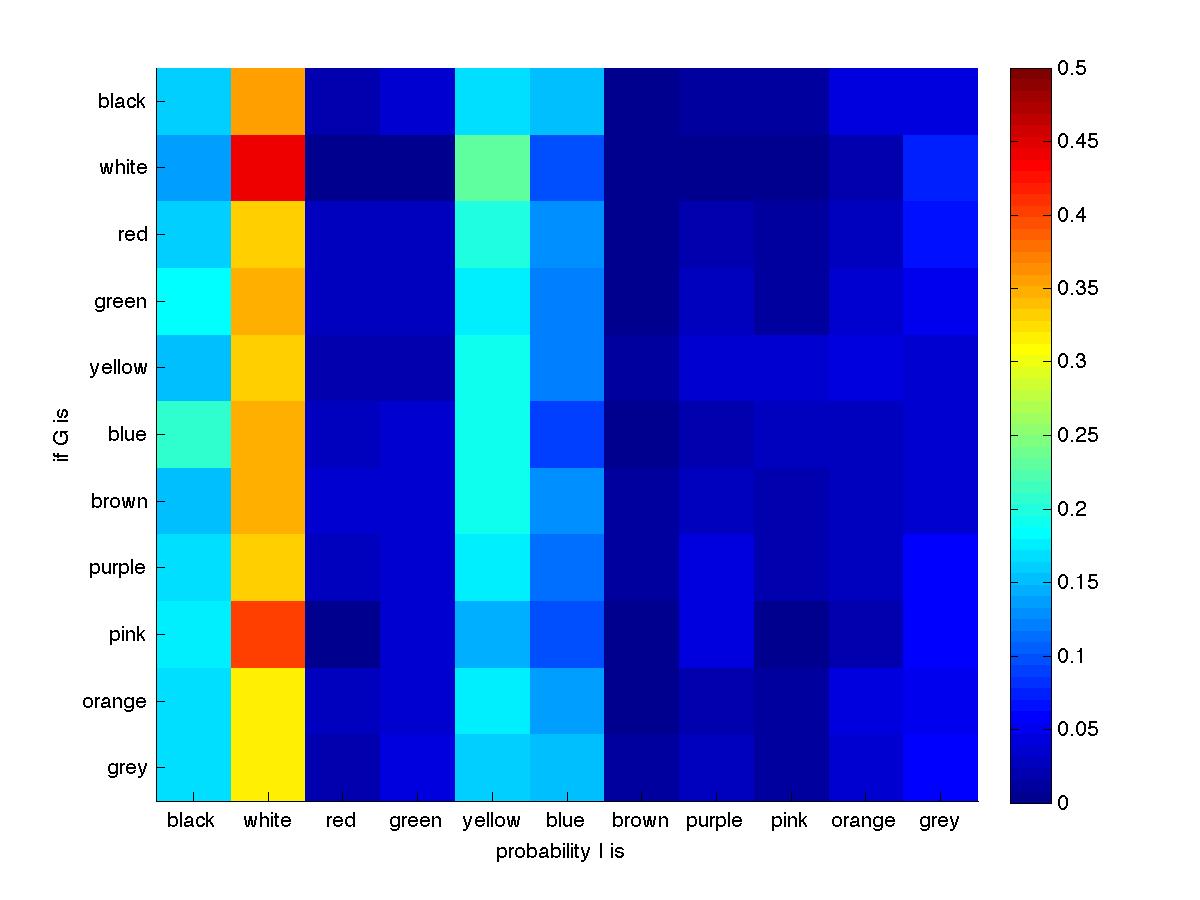 0.5
black
0.45
white
0.4
red
0.35
green
0.3
yellow
0.25
blue
if G is
0.2
brown
0.15
purple
0.1
pink
0.05
orange
grey
0
black white red green yellow blue brown purple pink orange grey
probability I is